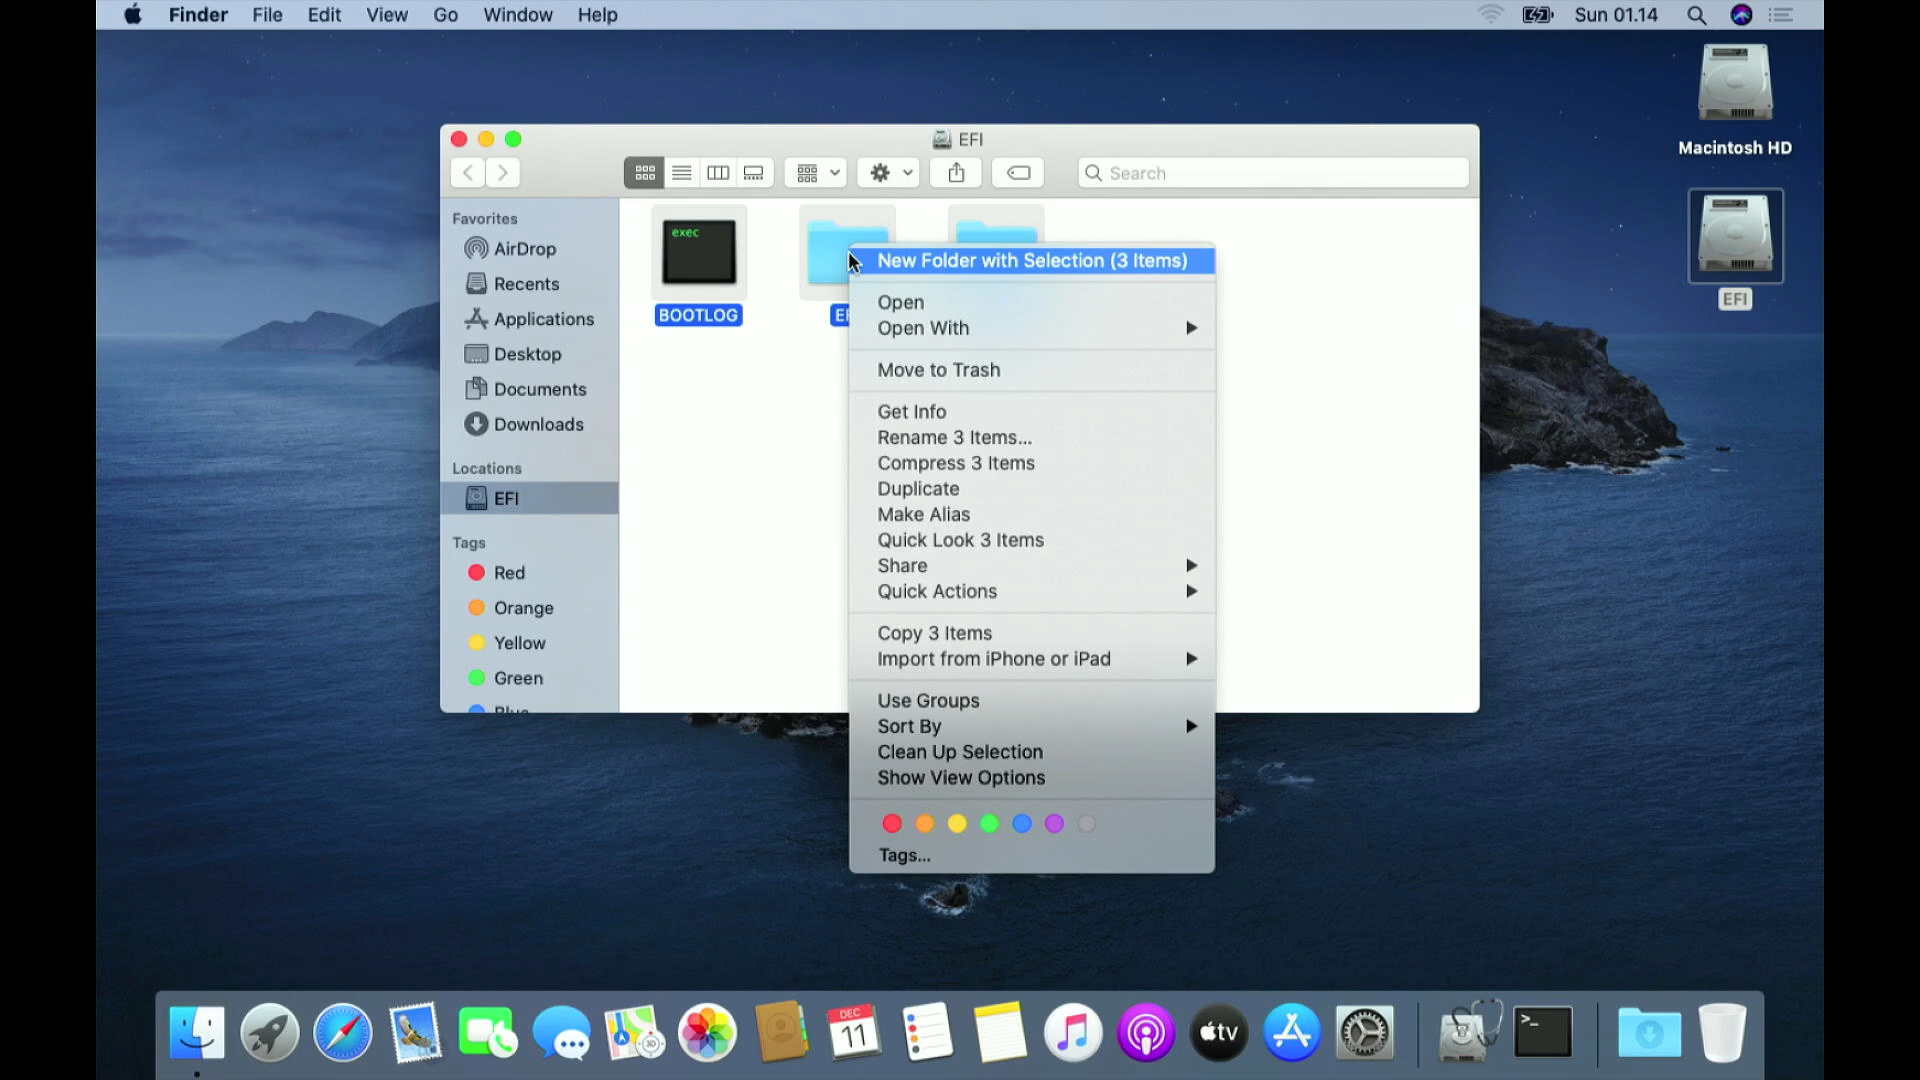 Finder File Edit View Go Window Help
Sun 01.14
EFI
Search
Macintosh HD
EFI
Favorites
AirDrop
Recents
Applications
Desktop
Documents
Downloads
Locations
EFI
Tags
Red
Orange
Yellow
Green
Blue
exec
BOOTLOG
New Folder with Selection (3 Items)
Open
Open With
Move to Trash
Get Info
Rename 3 Items...
Compress 3 Items
Duplicate
Make Alias
Quick Look 3 Items
Share
Quick Actions
Copy 3 Items
Import from iPhone or iPad
Use Groups
Sort By
Clean Up Selection
Show View Options
Tags...
DEC
11
3D
tv
>_